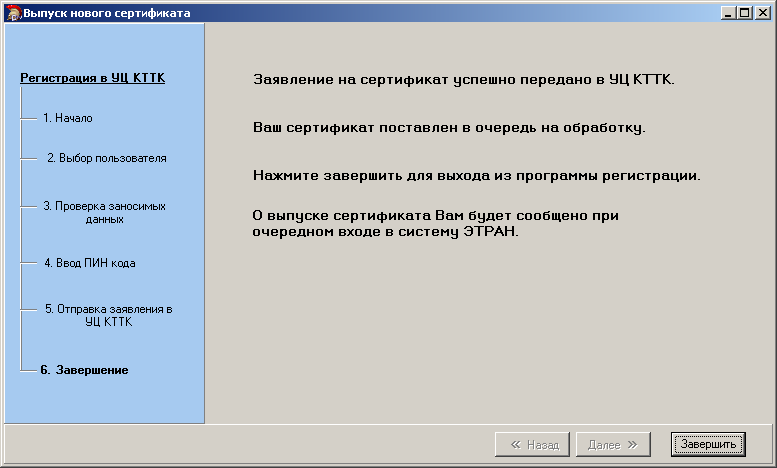 Выпуск нового сертификата
Регистрация в УЦ КТТК
1. Начало
2. Выбор пользователя
3. Проверка заносимых
данных
4. Ввод ПИН кода
5. Отправка заявления в
УЦ КТТК
6. Завершение
Заявление на сертификат успешно передано в УЦ КТТК.
Ваш сертификат поставлен в очередь на обработку.
Нажмите завершить для выхода из программы регистрации.
О выпуске сертификата Вам будет сообщено при
очередном входе в систему ЭТРАН.
« Назад
Далее »
Завершить